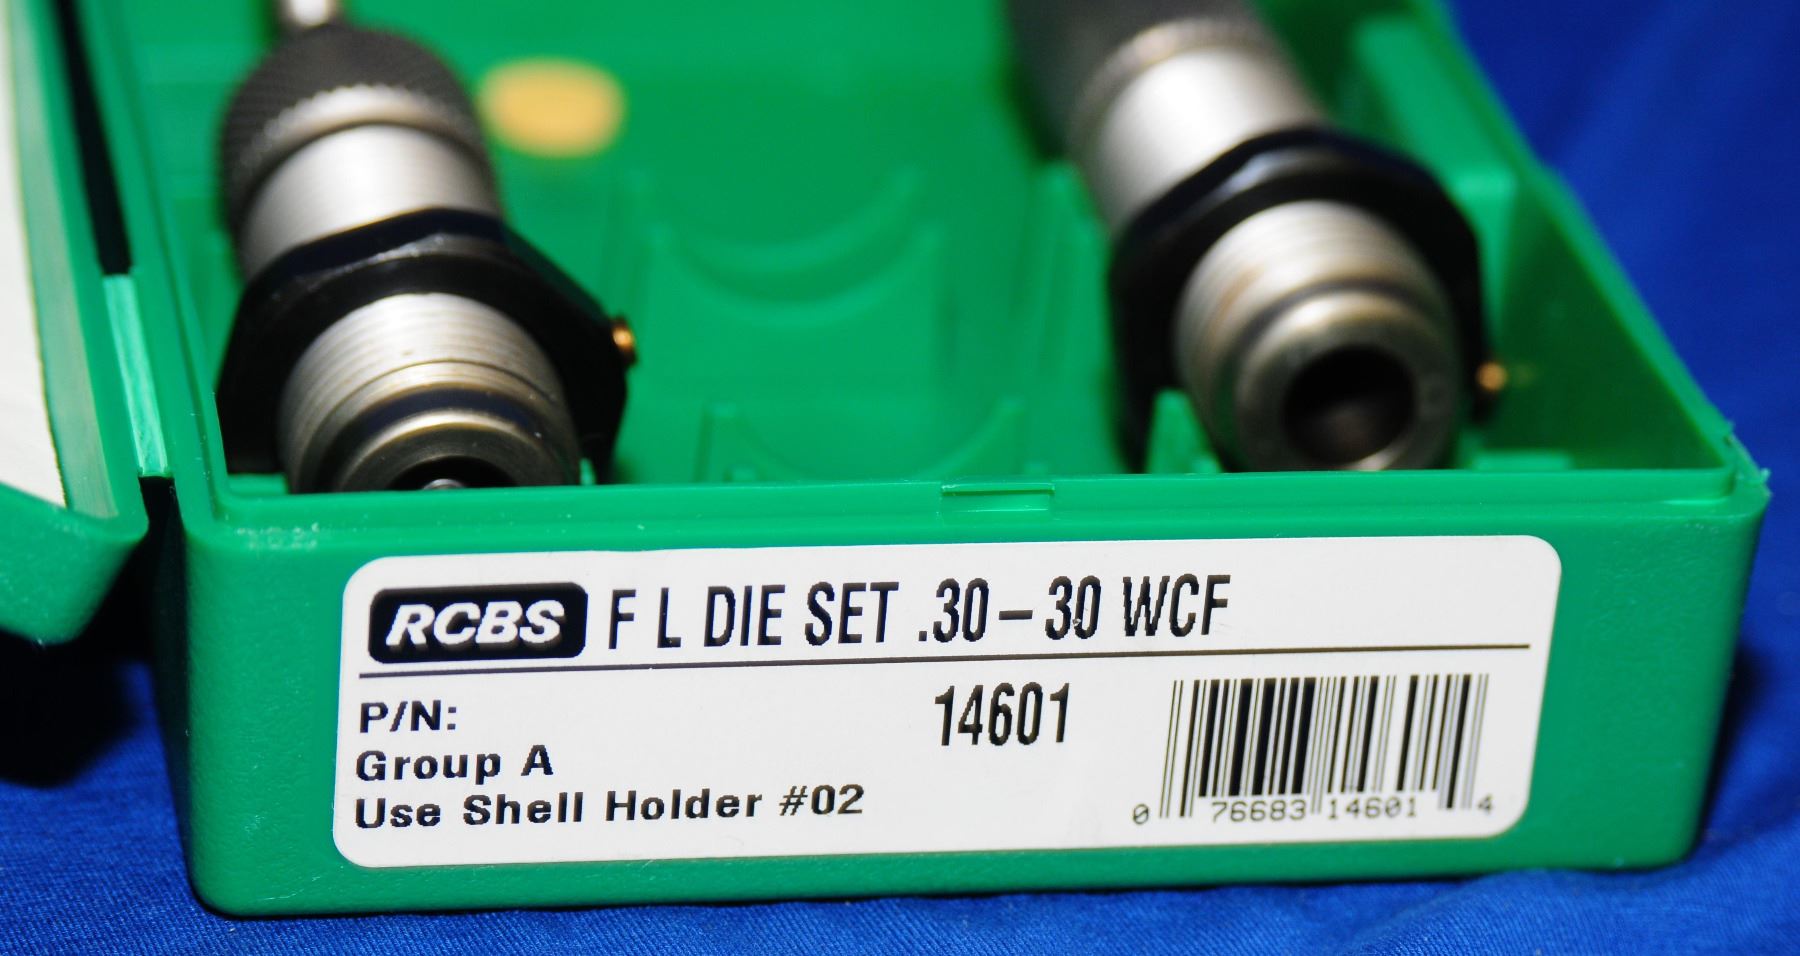 RCBS F L DIE SET .30-30 WCF
P/N: 14601
Group A
Use Shell Holder #02
0 76683 14601 4